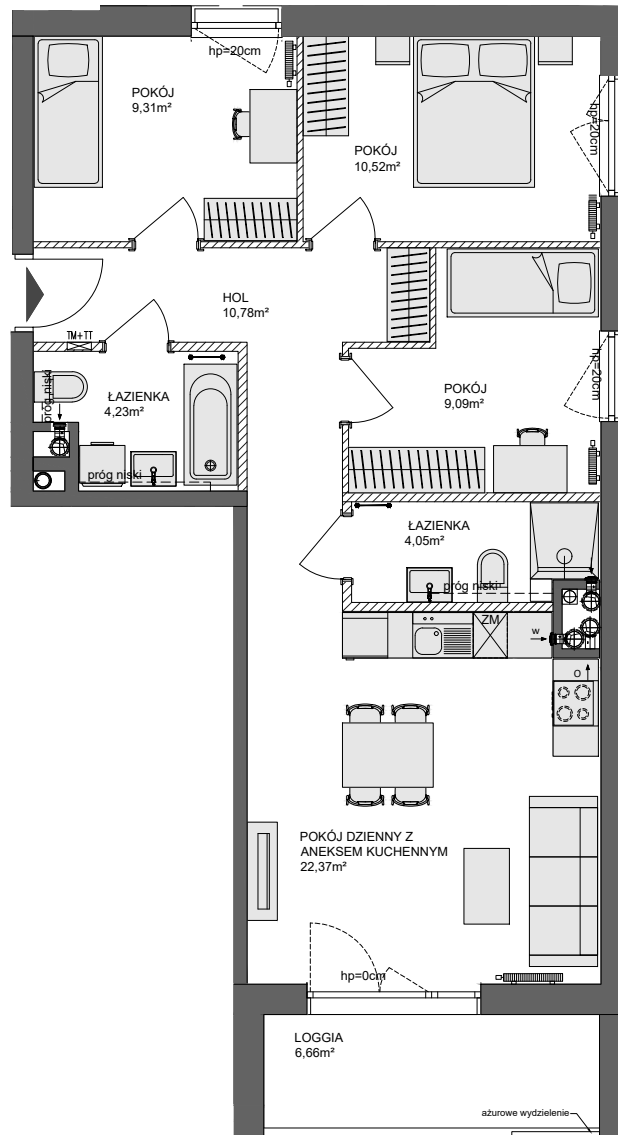 hp=20cm
POKÓJ
9,31m²
POKÓJ
10,52m²
hp=20cm
HOL
10,78m²
TM+TT
próg niski
ŁAZIENKA
4,23m²
próg niski
POKÓJ
9,09m²
hp=20cm
ŁAZIENKA
4,05m²
próg niski
ZM
w
O
POKÓJ DZIENNY Z
ANEKSEM KUCHENNYM
22,37m²
hp=0cm
LOGGIA
6,66m²
ażurowe wydzielenie